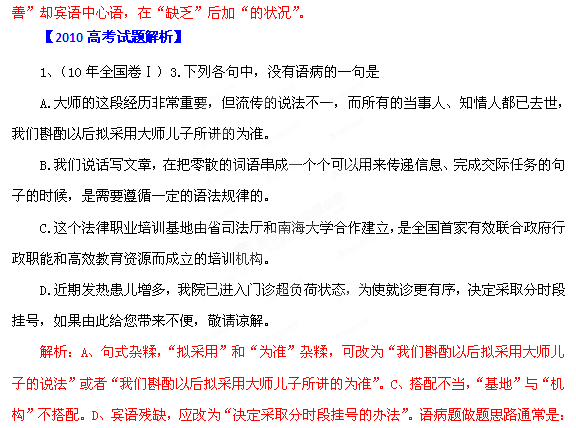 善”却宾语中心语，在“缺乏”后加“的状况”。
【2010高考试题解析】
1、（10年全国卷Ⅰ）3.下列各句中，没有语病的一句是
A.大师的这段经历非常重要，但流传的说法不一，而所有的当事人、知情人都已去世，
我们斟酌以后拟采用大师儿子所讲的为准。
B.我们说话写文章，在把零散的词语串成一个个可以用来传递信息、完成交际任务的句
子的时候，是需要遵循一定的语法规律的。
C.这个法律职业培训基地由省司法厅和南海大学合作建立，是全国首家有效联合政府行
政职能和高效教育资源而成立的培训机构。
D.近期发热患儿增多，我院已进入门诊超负荷状态，为使就诊更有序，决定采取分时段
挂号，如果由此给您带来不便，敬请谅解。
解析：A、句式杂糅，“拟采用”和“为准”杂糅，可改为“我们斟酌以后拟采用大师儿
子的说法”或者“我们斟酌以后拟采用大师儿子所讲的为准”。C、搭配不当，“基地”与“机
构”不搭配。D、宾语残缺，应改为“决定采取分时段挂号的办法”。语病题做题思路通常是：